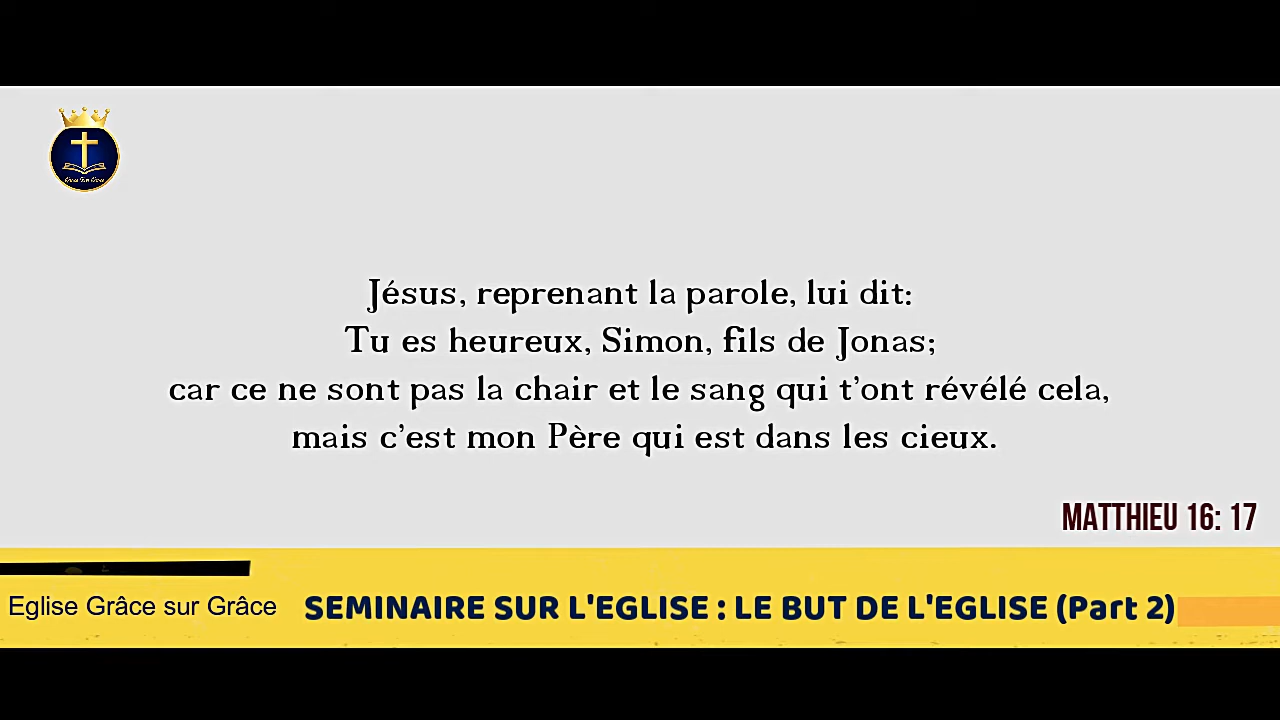 Jésus, reprenant la parole, lui dit:
Tu es heureux, Simon, fils de Jonas;
car ce ne sont pas la chair et le sang qui t’ont révélé cela,
mais c’est mon Père qui est dans les cieux.
MATTHIEU 16: 17
Eglise Grâce sur Grâce
SEMINAIRE SUR L'EGLISE : LE BUT DE L'EGLISE (Part 2)